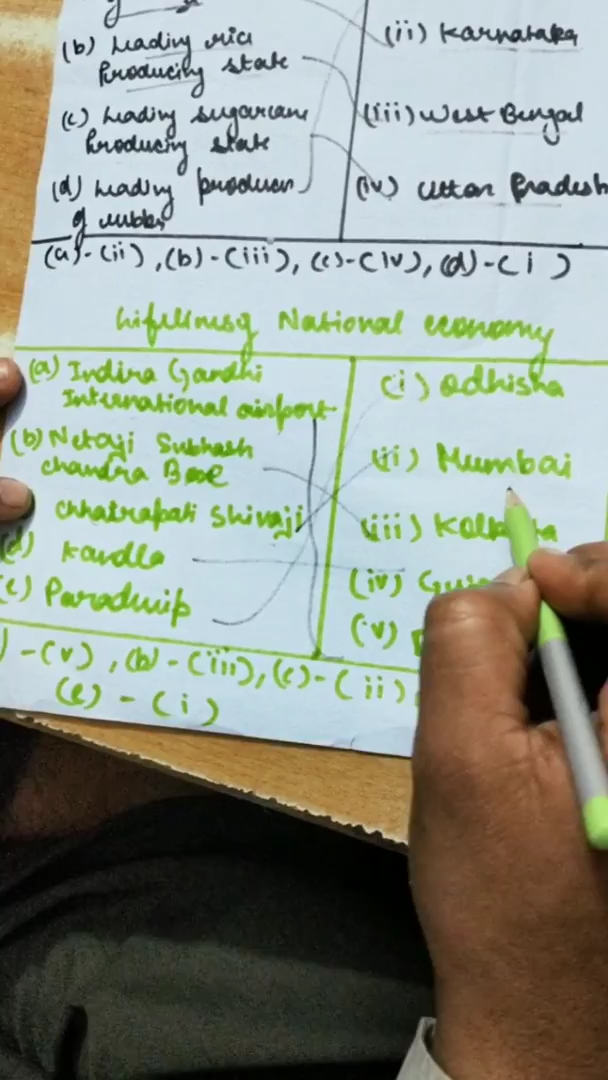 (b) Leading rice (ii) Karnataka
Producing state
(c) Leading sugarcane (iii) West Bengal
Producing state
(d) Leading producer (iv) Uttar Pradesh
of rubber
(a)-(ii), (b)-(iii), (c)-(iv), (d)-(i)
National economy
(a) Indira Gandhi (i) Odhisha
International airport
(b) Netaji Subhash (ii) Mumbai
chandra Bose
chhatrapati Shivaji (iii) Kolkata
Kandla (iv)
Paradwip (v)
-(v), (b)-(iii), (c)-(ii)
(e)-(i)